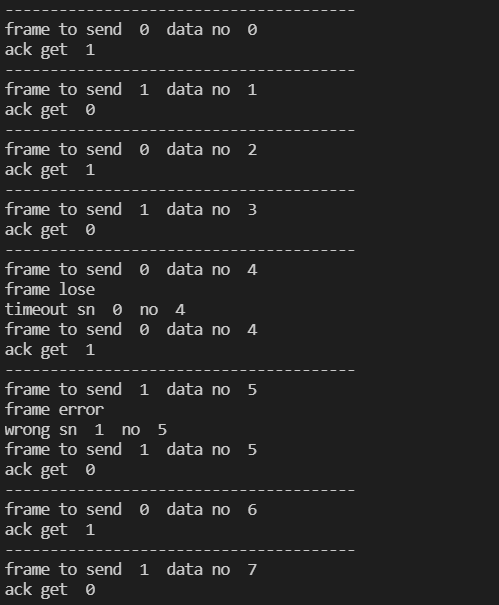 ---------------------------------------
frame to send  0  data no  0
ack get  1
---------------------------------------
frame to send  1  data no  1
ack get  0
---------------------------------------
frame to send  0  data no  2
ack get  1
---------------------------------------
frame to send  1  data no  3
ack get  0
---------------------------------------
frame to send  0  data no  4
frame lose
timeout sn  0  no  4
frame to send  0  data no  4
ack get  1
---------------------------------------
frame to send  1  data no  5
frame error
wrong sn  1  no  5
frame to send  1  data no  5
ack get  0
---------------------------------------
frame to send  0  data no  6
ack get  1
---------------------------------------
frame to send  1  data no  7
ack get  0